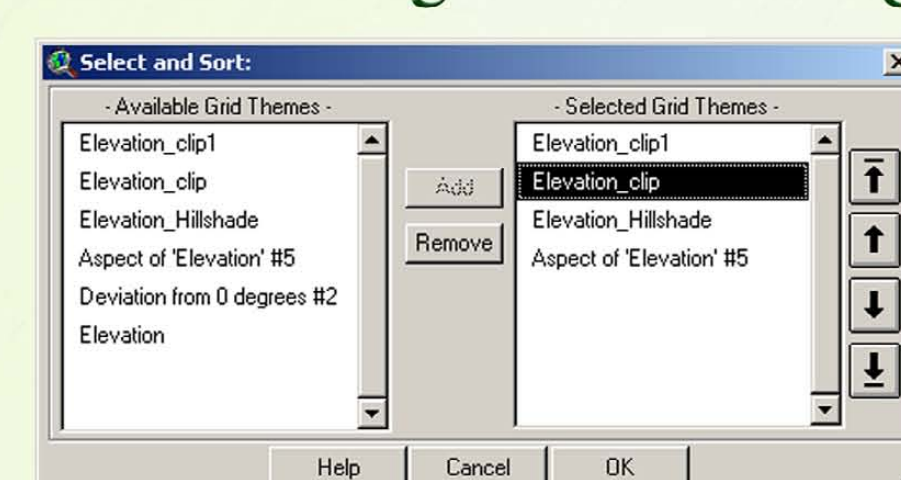 Select and Sort:
- Available Grid Themes -
Elevation_clip1
Elevation_clip
Elevation_Hillshade
Aspect of 'Elevation' #5
Deviation from 0 degrees #2
Elevation
Add
Remove
- Selected Grid Themes -
Elevation_clip1
Elevation_clip
Elevation_Hillshade
Aspect of 'Elevation' #5
Help
Cancel
OK